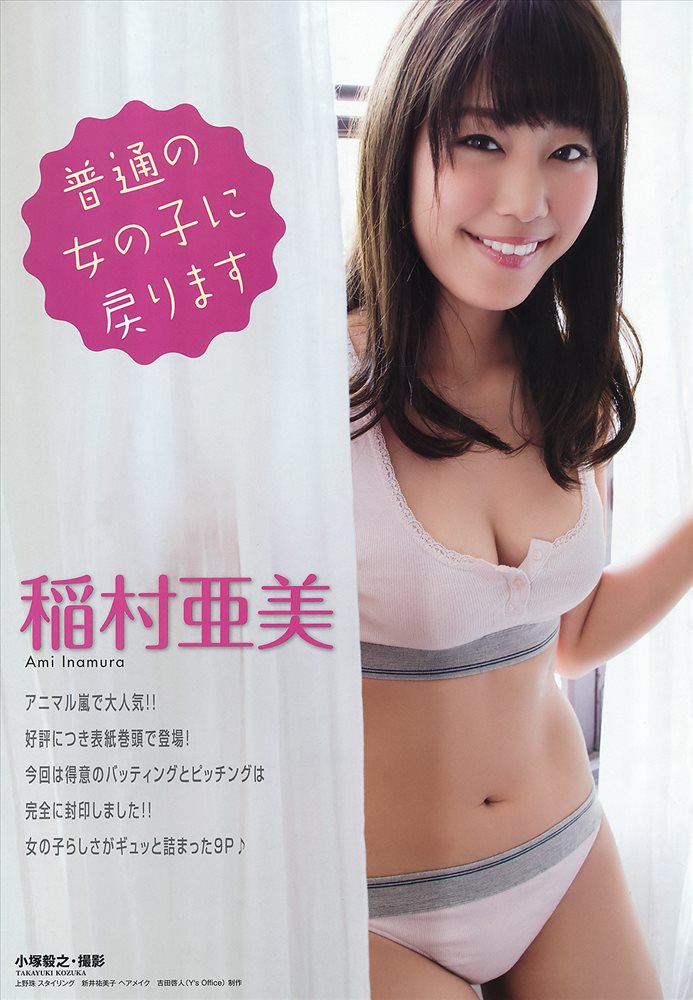 普通の
女の子に
戻ります
稲村亜美
Ami Inamura
アニマル嵐で大人気!!
好評につき表紙巻頭で登場!
今回は得意のバッティングとピッチングは
完全に封印しました!!
女の子らしさがギュッと詰まった9P♪
小塚毅之・撮影
TAKAYUKI KOZUKA
上野珠 スタイリング 新井祐美子 ヘアメイク 吉田啓人(Y's Office) 制作